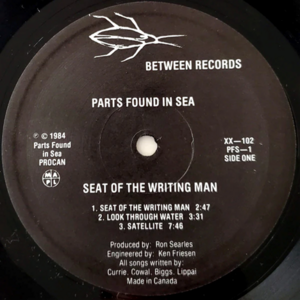 BETWEEN RECORDS
PARTS FOUND IN SEA
℗ © 1984
Parts Found
in Sea
PROCAN
XX–102
PFS–1
SIDE ONE
M A
P L
SEAT OF THE WRITING MAN
1. SEAT OF THE WRITING MAN 2:47
2. LOOK THROUGH WATER 3:31
3. SATELLITE 7:46
Produced by: Ron Searles
Engineered by: Ken Friesen
All songs written by:
Currie, Cowal, Biggs, Lippai
Made in Canada